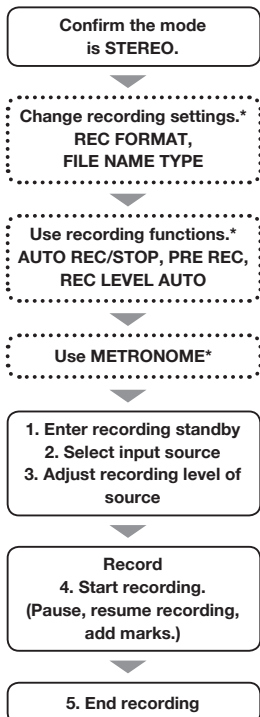 Confirm the mode
is STEREO.
Change recording settings.*
REC FORMAT,
FILE NAME TYPE
Use recording functions.*
AUTO REC/STOP, PRE REC,
REC LEVEL AUTO
Use METRONOME*
1. Enter recording standby
2. Select input source
3. Adjust recording level of
source
Record
4. Start recording.
(Pause, resume recording,
add marks.)
5. End recording